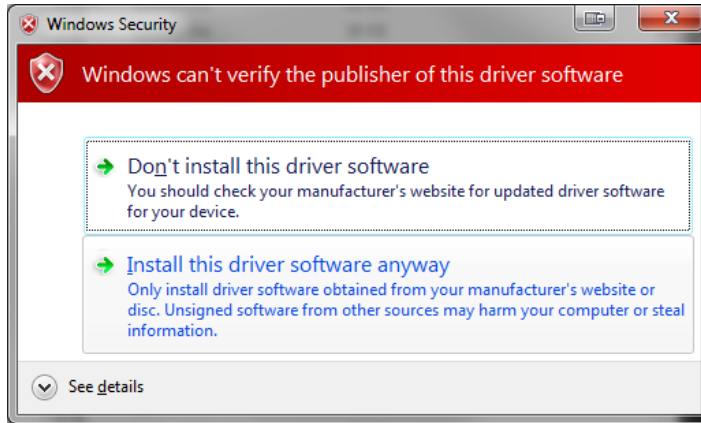 Windows Security
Windows can't verify the publisher of this driver software
Don't install this driver software
You should check your manufacturer's website for updated driver software
for your device.
Install this driver software anyway
Only install driver software obtained from your manufacturer's website or
disc. Unsigned software from other sources may harm your computer or steal
information.
See details